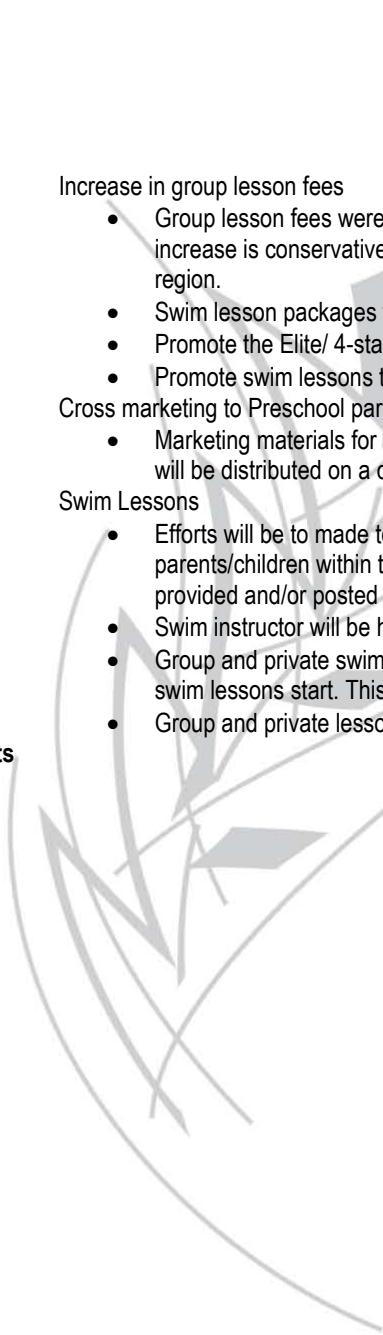 Increase in group lesson fees
• Group lesson fees were
increase is conservative
region.
• Swim lesson packages
• Promote the Elite/ 4-sta
• Promote swim lessons t
Cross marketing to Preschool par
• Marketing materials for
will be distributed on a
Swim Lessons
• Efforts will be to made to
parents/children within t
provided and/or posted
• Swim instructor will be h
• Group and private swim
swim lessons start. This
• Group and private lesso
ts